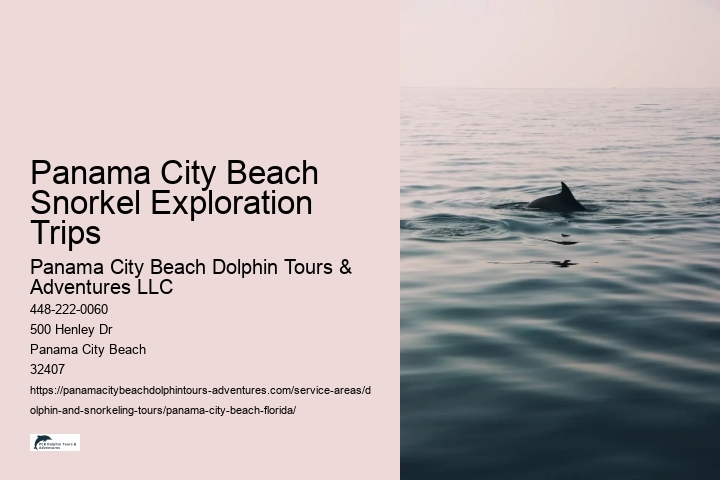 Panama City Beach
Snorkel Exploration
Trips
Panama City Beach Dolphin Tours &
Adventures LLC
448-222-0060
500 Henley Dr
Panama City Beach
32407
https://panamacitybeachdolphintours-adventures.com/service-areas/d
olphin-and-snorkeling-tours/panama-city-beach-florida/
PCB Dolphin Tours &
Adventures